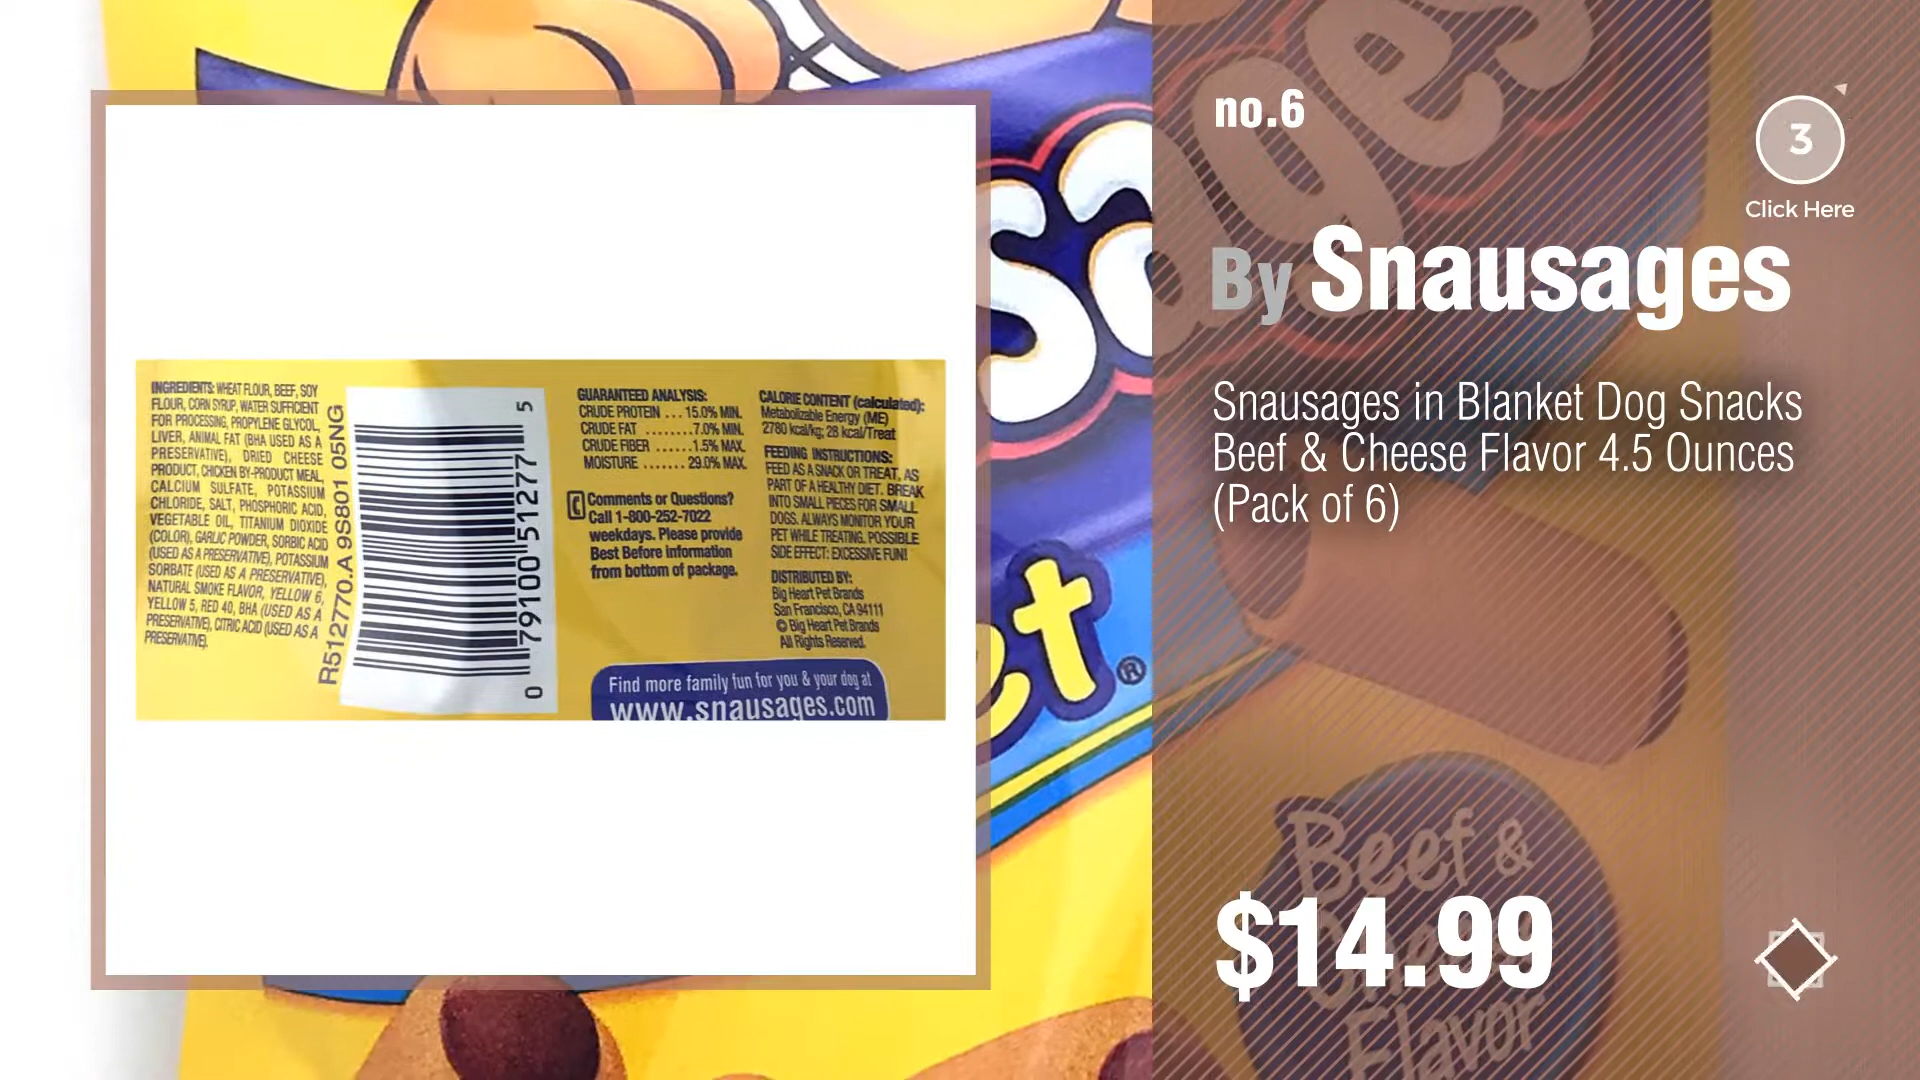 no.6
3
Click Here
By Snausages
Snausages in Blanket Dog Snacks
Beef & Cheese Flavor 4.5 Ounces
(Pack of 6)
$14.99
INGREDIENTS: WHEAT FLOUR, BEEF, SOY
FLOUR, CORN SYRUP, WATER SUFFICIENT
FOR PROCESSING, PROPYLENE GLYCOL,
LIVER, ANIMAL FAT (BHA USED AS A
PRESERVATIVE), DRIED CHEESE
PRODUCT, CHICKEN BY-PRODUCT MEAL,
CALCIUM SULFATE, POTASSIUM
CHLORIDE, SALT, PHOSPHORIC ACID,
VEGETABLE OIL, TITANIUM DIOXIDE
(COLOR), GARLIC POWDER, SORBIC ACID
(USED AS A PRESERVATIVE), POTASSIUM
SORBATE (USED AS A PRESERVATIVE),
NATURAL SMOKE FLAVOR, YELLOW 6,
YELLOW 5, RED 40, BHA (USED AS A
PRESERVATIVE), CITRIC ACID (USED AS A
PRESERVATIVE).
R512770.A 9S801 05NG
0 79100 51277 5
GUARANTEED ANALYSIS:
CRUDE PROTEIN ... 15.0% MIN.
CRUDE FAT ........ 7.0% MIN.
CRUDE FIBER ...... 1.5% MAX.
MOISTURE ....... 29.0% MAX.
Comments or Questions?
Call 1-800-252-7022
weekdays. Please provide
Best Before information
from bottom of package.
CALORIE CONTENT (calculated):
Metabolizable Energy (ME)
2780 kcal/kg; 28 kcal/Treat
FEEDING INSTRUCTIONS:
FEED AS A SNACK OR TREAT, AS
PART OF A HEALTHY DIET. BREAK
INTO SMALL PIECES FOR SMALL
DOGS. ALWAYS MONITOR YOUR
PET WHILE TREATING. POSSIBLE
SIDE EFFECT: EXCESSIVE FUN!
DISTRIBUTED BY:
Big Heart Pet Brands
San Francisco, CA 94111
© Big Heart Pet Brands
All Rights Reserved.
Find more family fun for you & your dog at
www.snausages.com
sa
ages
et®
Beef &
Flavor